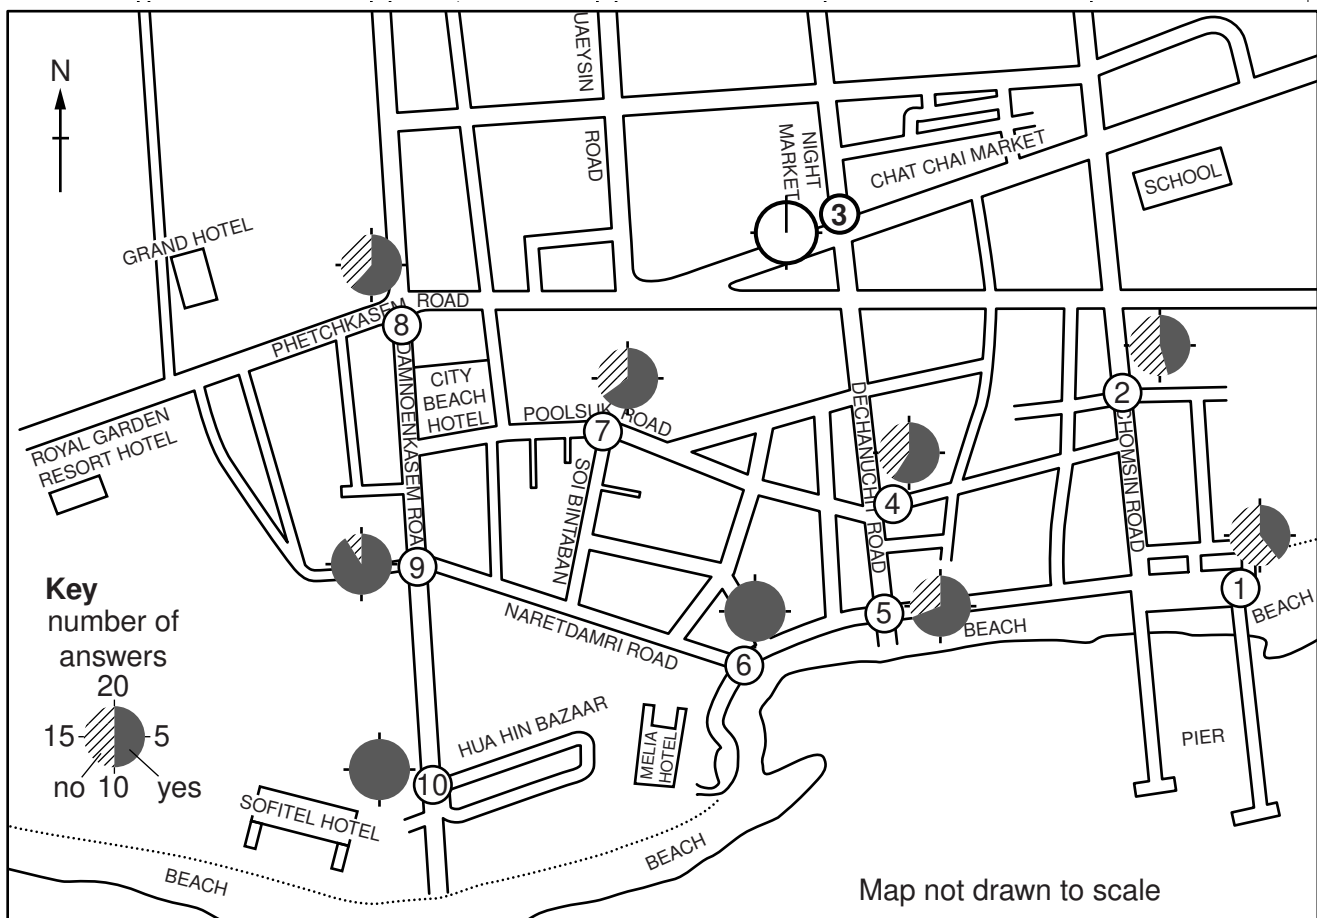 N
UAEYSIN
ROAD
NIGHT
MARKET
CHAT CHAI MARKET
SCHOOL
3
GRAND HOTEL
PHETCHKASEM ROAD
8
ROYAL GARDEN
RESORT HOTEL
DAMNOENKASEM ROAD
CITY
BEACH
HOTEL
POOLSUK ROAD
7
SOI BINTABAN
DECHANUCHIT ROAD
4
2
CHOMSIN ROAD
1
BEACH
9
NARETDAMRI ROAD
6
5
BEACH
Key
number of
answers
20
15
5
no 10 yes
HUA HIN BAZAAR
MELIA
HOTEL
PIER
10
SOFITEL HOTEL
BEACH
BEACH
Map not drawn to scale